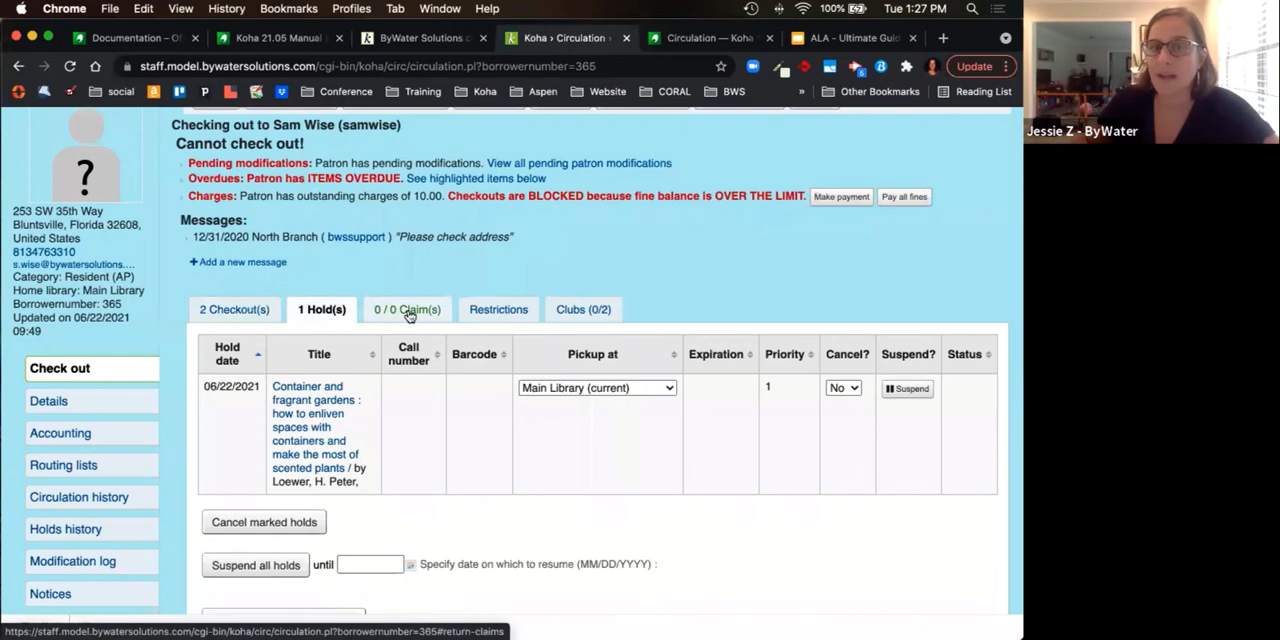 Chrome File Edit View History Bookmarks Profiles Tab Window Help 100% Tue 1:27 PM
Documentation – Of
Koha 21.05 Manual
ByWater Solutions c
Koha › Circulation
Circulation — Koha
ALA - Ultimate Guid
staff.model.bywatersolutions.com/cgi-bin/koha/circ/circulation.pl?borrowernumber=365
Update
social Conference Training Koha Aspen Website CORAL BWS » Other Bookmarks Reading List
?
253 SW 35th Way
Bluntsville, Florida 32608,
United States
8134763310
s.wise@bywatersolutions....
Category: Resident (AP)
Home library: Main Library
Borrowernumber: 365
Updated on 06/22/2021
09:49
Check out
Details
Accounting
Routing lists
Circulation history
Holds history
Modification log
Notices
Checking out to Sam Wise (samwise)
Cannot check out!
Pending modifications: Patron has pending modifications. View all pending patron modifications
Overdues: Patron has ITEMS OVERDUE. See highlighted items below
Charges: Patron has outstanding charges of 10.00. Checkouts are BLOCKED because fine balance is OVER THE LIMIT. Make payment Pay all fines
Messages:
12/31/2020 North Branch ( bwssupport ) "Please check address"
+ Add a new message
2 Checkout(s) 1 Hold(s) 0 / 0 Claim(s) Restrictions Clubs (0/2)
Hold date Title Call number Barcode Pickup at Expiration Priority Cancel? Suspend? Status
06/22/2021
Container and
fragrant gardens :
how to enliven
spaces with
containers and
make the most of
scented plants / by
Loewer, H. Peter,
Main Library (current)
1
No
Suspend
Cancel marked holds
Suspend all holds until Specify date on which to resume (MM/DD/YYYY) :
https://staff.model.bywatersolutions.com/cgi-bin/koha/circ/circulation.pl?borrowernumber=365#return-claims
Jessie Z - ByWater